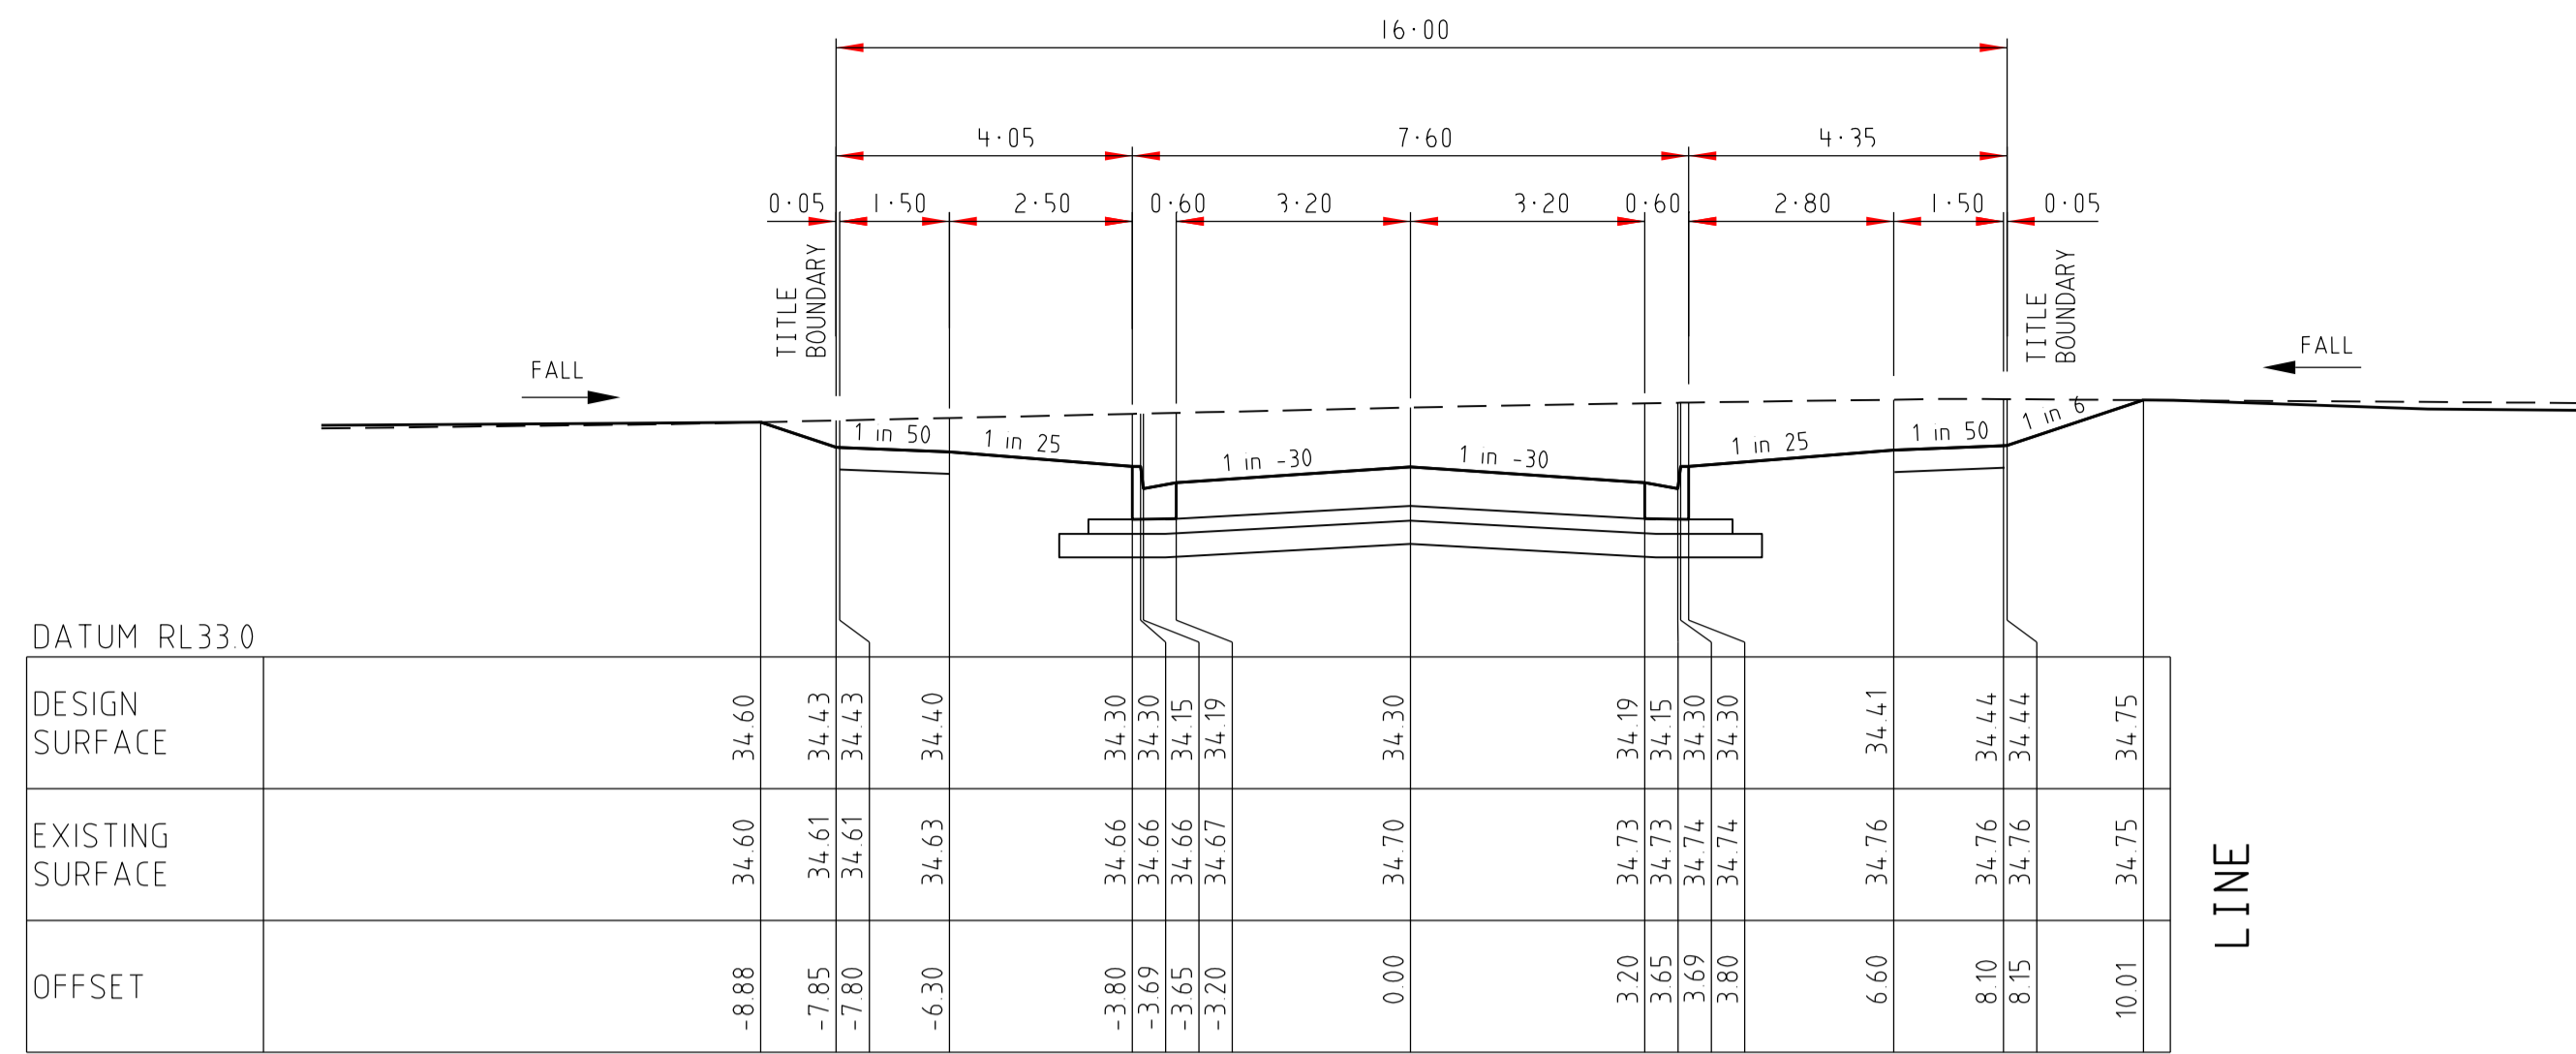 16·00
4·05 7·60 4·35
0·05 1·50 2·50 0·60 3·20 3·20 0·60 2·80 1·50 0·05
TITLE
BOUNDARY
TITLE
BOUNDARY
FALL
FALL
1 in 50
1 in 25
1 in -30
1 in -30
1 in 25
1 in 50
1 in 6
DATUM RL33.0
DESIGN
SURFACE
34.60 34.43 34.43 34.40 34.30 34.30 34.15 34.19 34.30 34.19 34.15 34.30 34.30 34.41 34.44 34.44 34.75
EXISTING
SURFACE
34.60 34.61 34.61 34.63 34.66 34.66 34.66 34.67 34.70 34.73 34.73 34.74 34.74 34.76 34.76 34.76 34.75
OFFSET
-8.88 -7.85 -7.80 -6.30 -3.80 -3.69 -3.65 -3.20 0.000 3.20 3.65 3.69 3.80 6.60 8.10 8.15 10.01
LINE